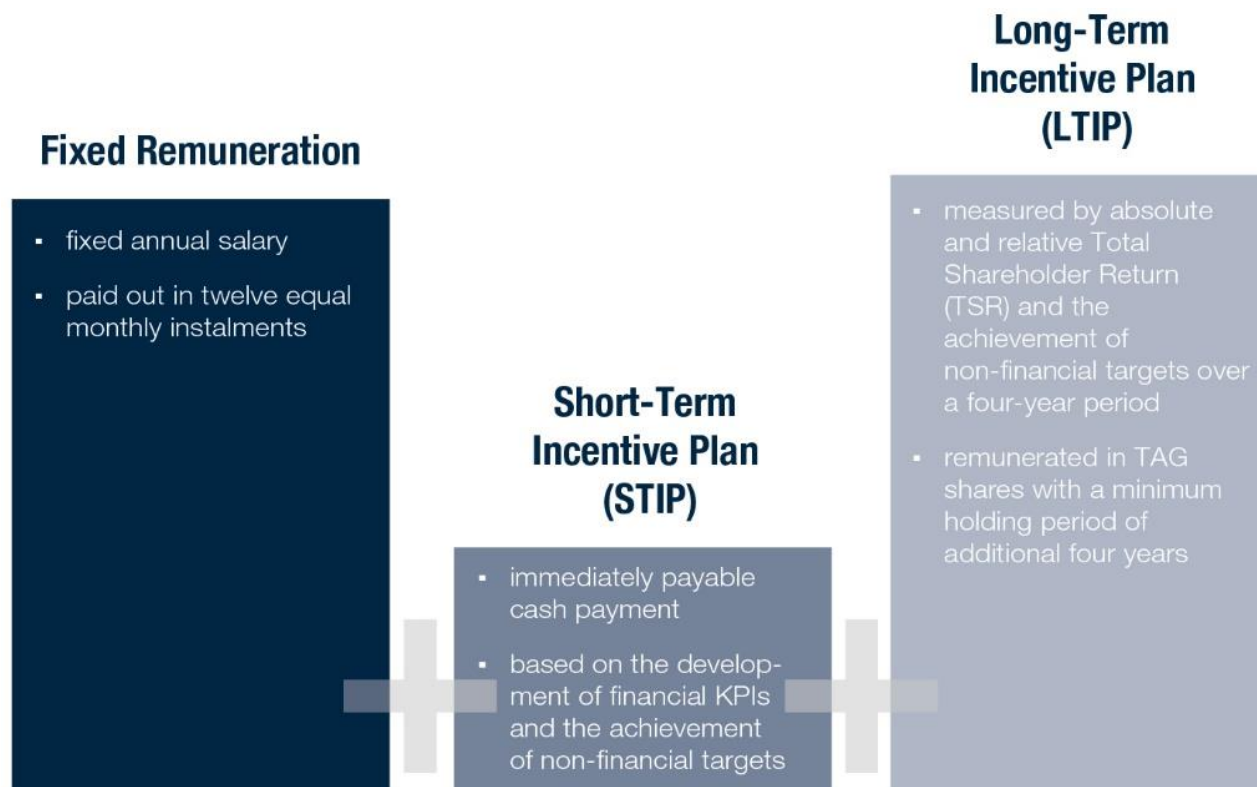 Fixed Remuneration
▪ fixed annual salary
▪ paid out in twelve equal
monthly instalments
Short-Term
Incentive Plan
(STIP)
▪ immediately payable
cash payment
▪ based on the develop-
ment of financial KPIs
and the achievement
of non-financial targets
Long-Term
Incentive Plan
(LTIP)
▪ measured by absolute
and relative Total
Shareholder Return
(TSR) and the
achievement of
non-financial targets over
a four-year period
▪ remunerated in TAG
shares with a minimum
holding period of
additional four years